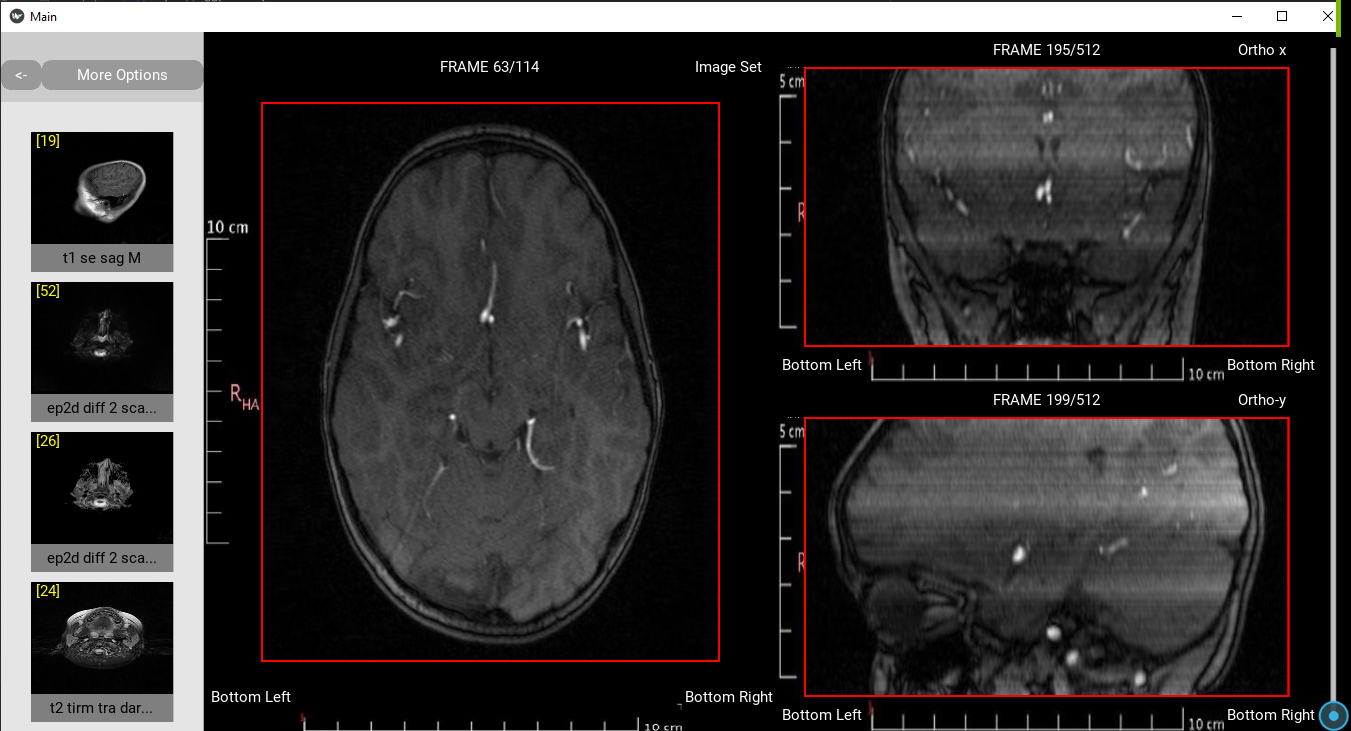 Main
<- More Options
[19]
t1 se sag M
[52]
ep2d diff 2 sca...
[26]
ep2d diff 2 sca...
[24]
t2 tirm tra dar...
FRAME 63/114 Image Set
10 cm
R HA
Bottom Left Bottom Right
10 cm
FRAME 195/512 Ortho x
5 cm
R
Bottom Left 10 cm Bottom Right
FRAME 199/512 Ortho-y
5 cm
R
Bottom Left 10 cm Bottom Right